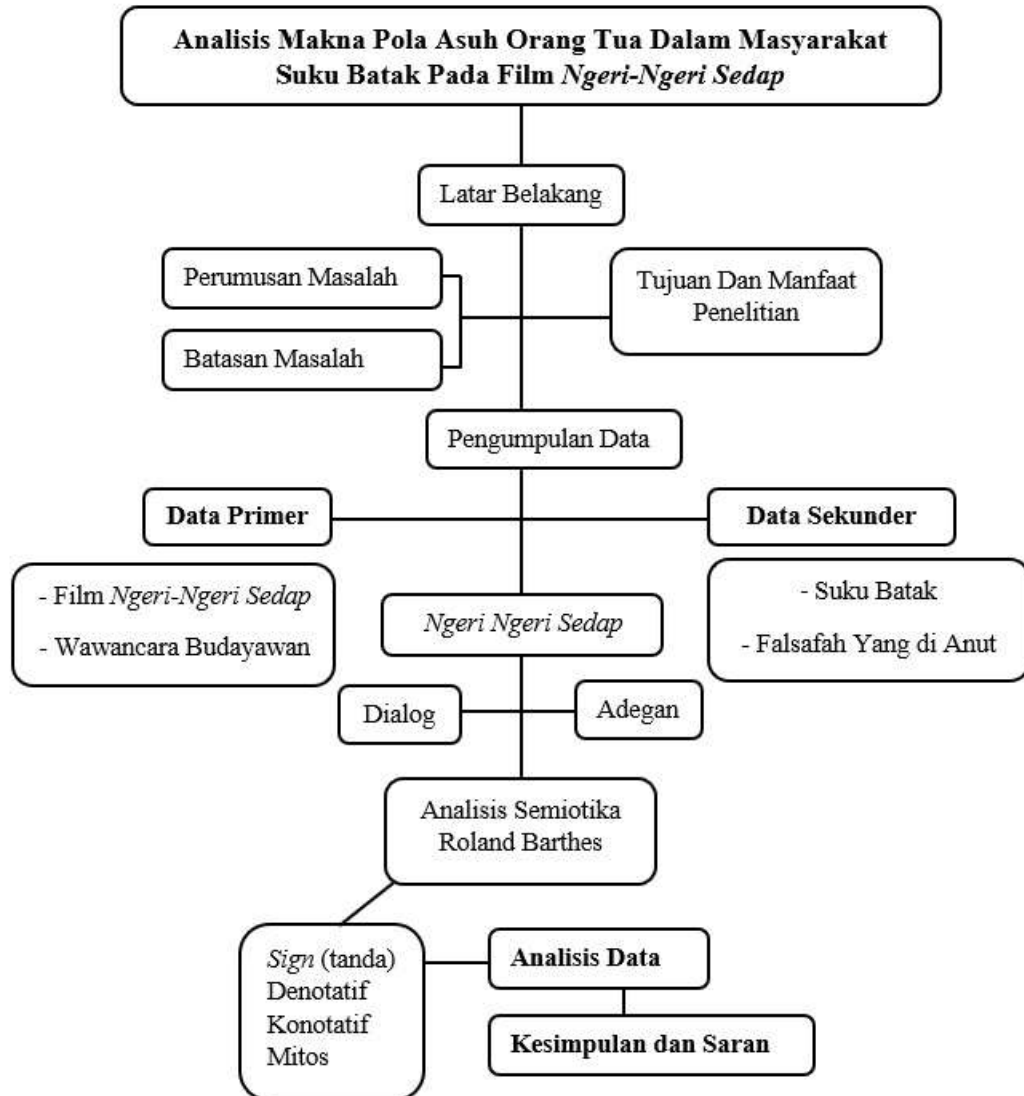 Analisis Makna Pola Asuh Orang Tua Dalam Masyarakat
Suku Batak Pada Film Ngeri-Ngeri Sedap
Latar Belakang
Perumusan Masalah
Batasan Masalah
Tujuan Dan Manfaat
Penelitian
Pengumpulan Data
Data Primer
- Film Ngeri-Ngeri Sedap
- Wawancara Budayawan
Data Sekunder
- Suku Batak
- Falsafah Yang di Anut
Ngeri Ngeri Sedap
Dialog
Adegan
Analisis Semiotika
Roland Barthes
Sign (tanda)
Denotatif
Konotatif
Mitos
Analisis Data
Kesimpulan dan Saran